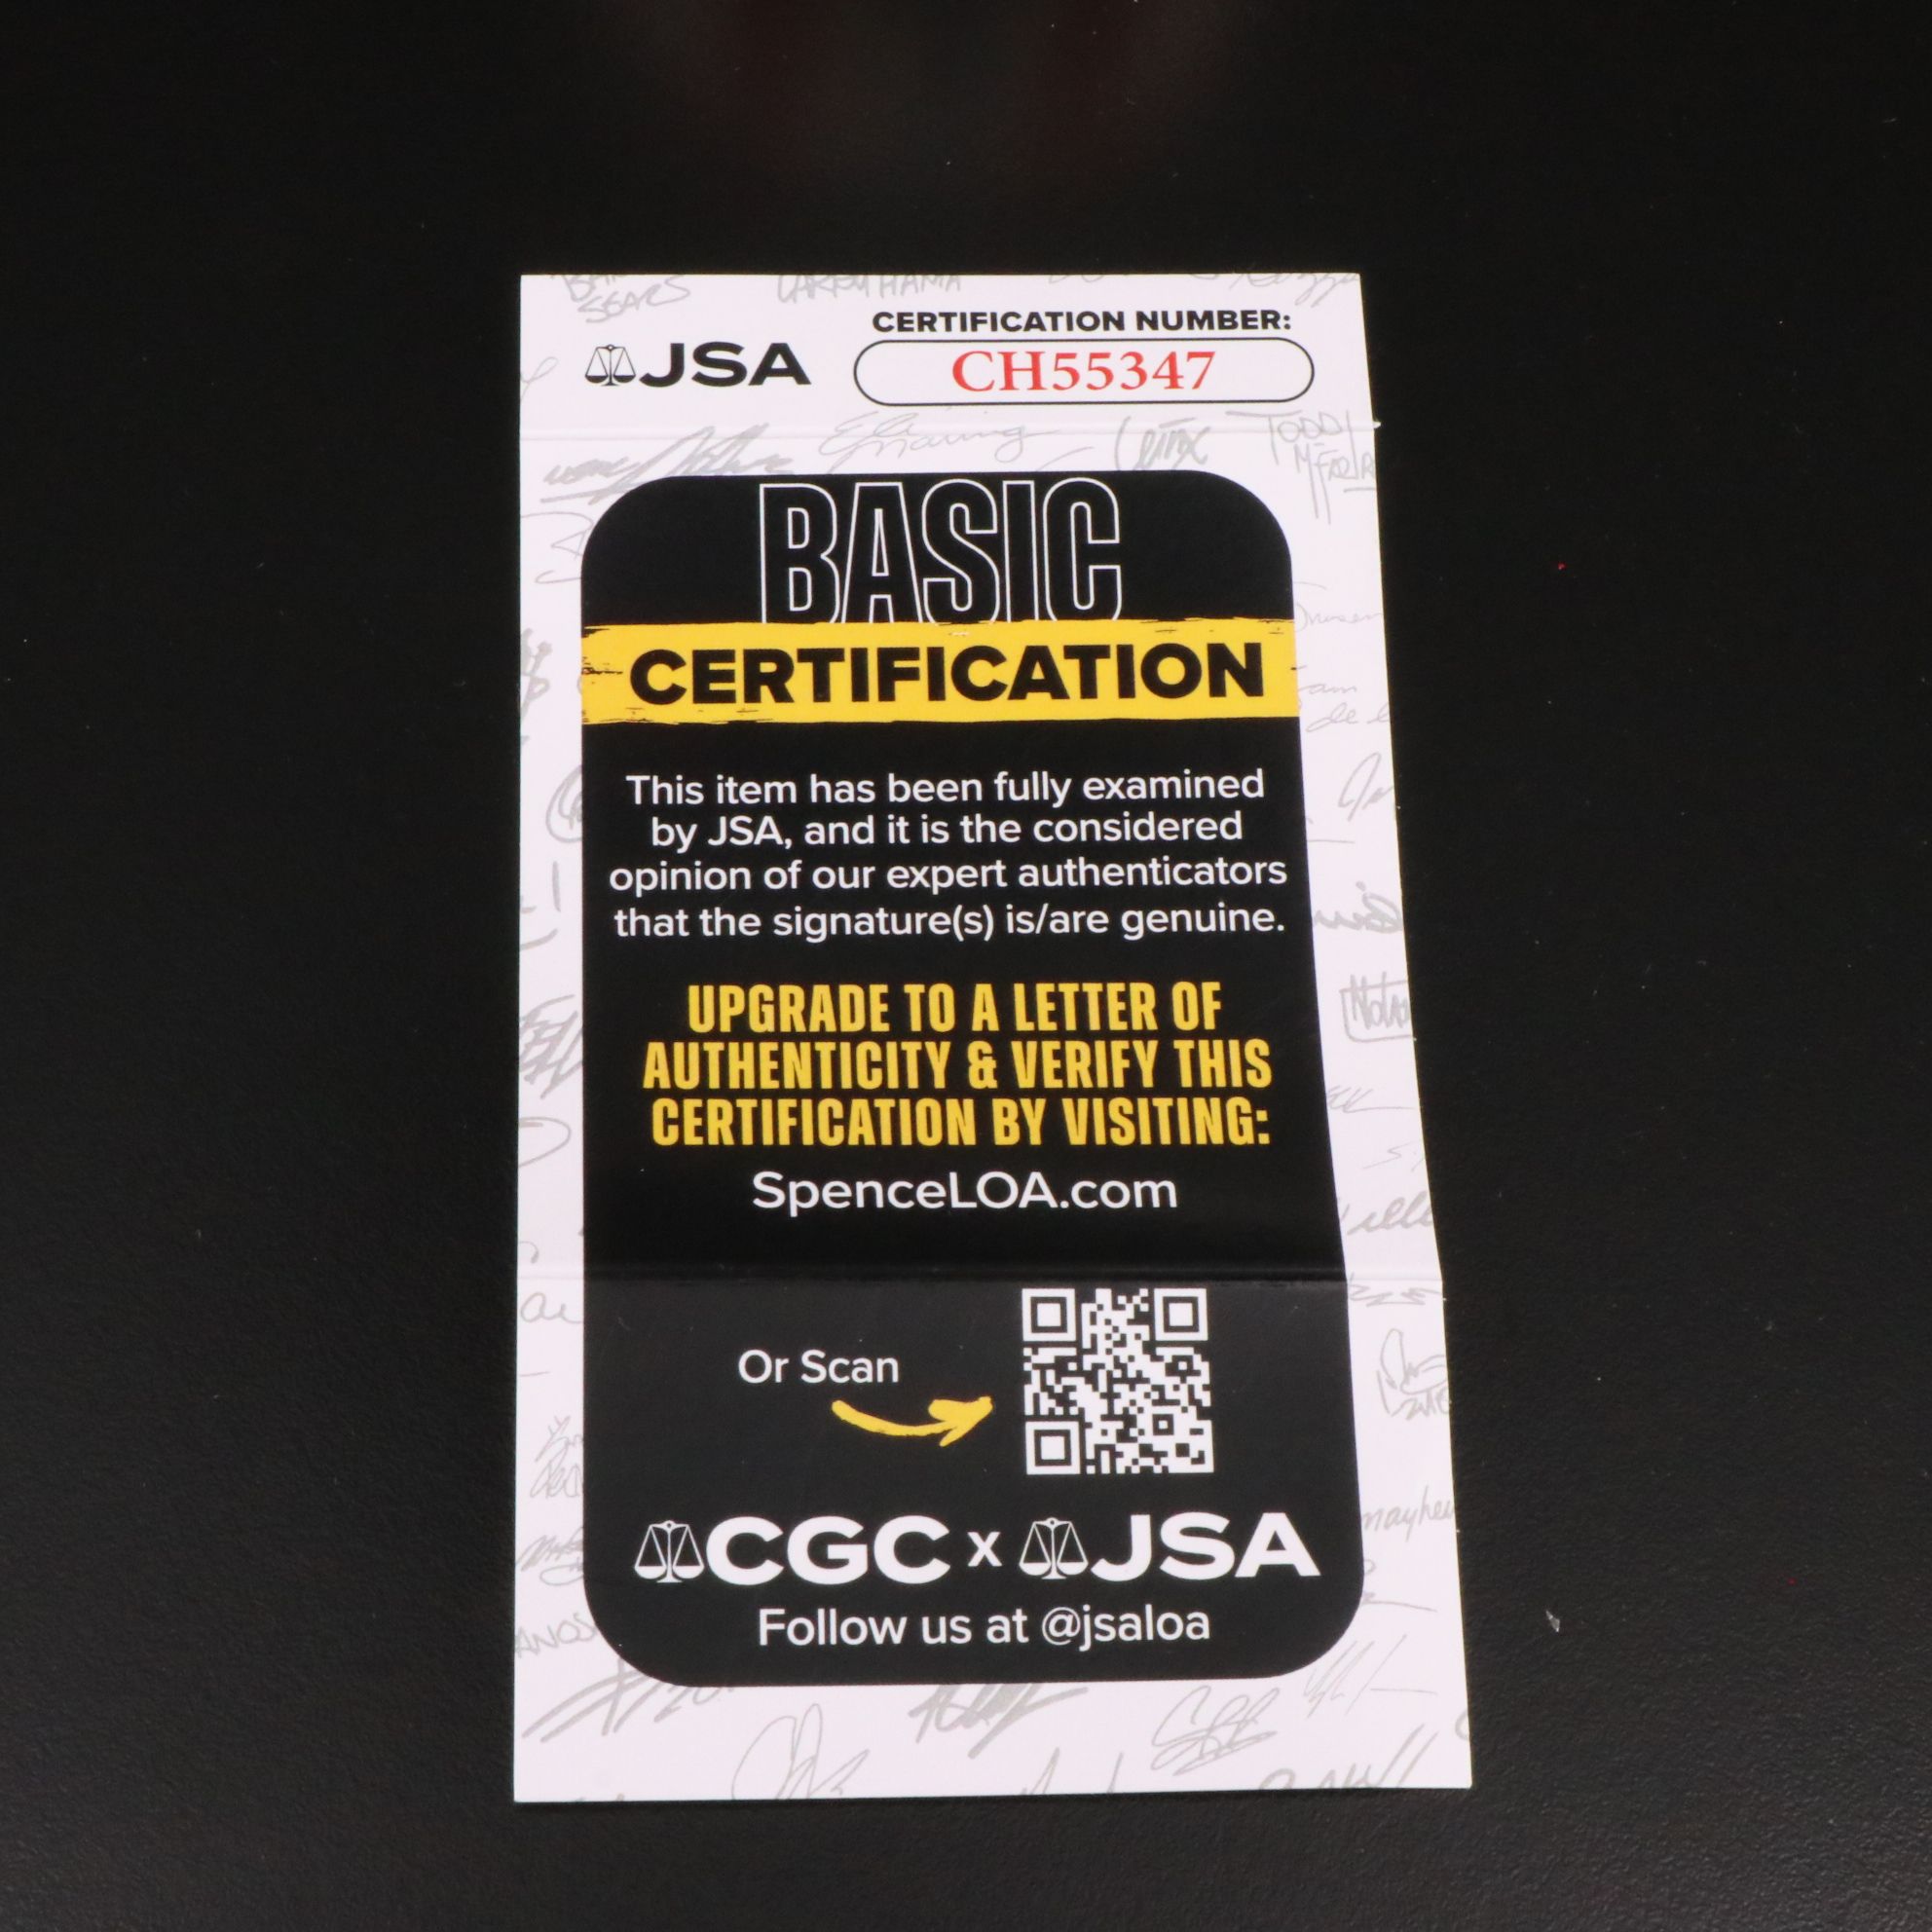 CERTIFICATION NUMBER:
JSA
CH55347
BASIC
CERTIFICATION
This item has been fully examined
by JSA, and it is the considered
opinion of our expert authenticators
that the signature(s) is/are genuine.
UPGRADE TO A LETTER OF
AUTHENTICITY & VERIFY THIS
CERTIFICATION BY VISITING:
SpenceLOA.com
Or Scan
CGC x JSA
Follow us at @jsaloa